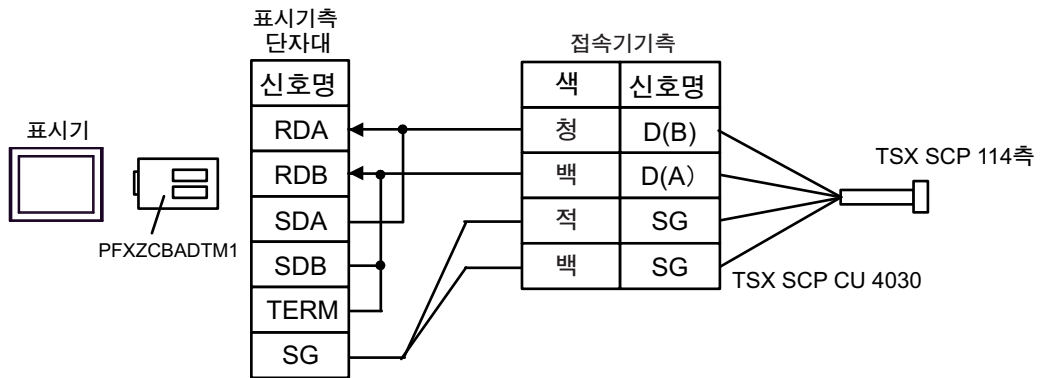 표시기측
단자대
접속기기측
신호명
색 신호명
RDA
청 D(B)
표시기
RDB
백 D(A)
TSX SCP 114측
SDA
적 SG
PFXZCBADTM1
SDB
백 SG
TSX SCP CU 4030
TERM
SG